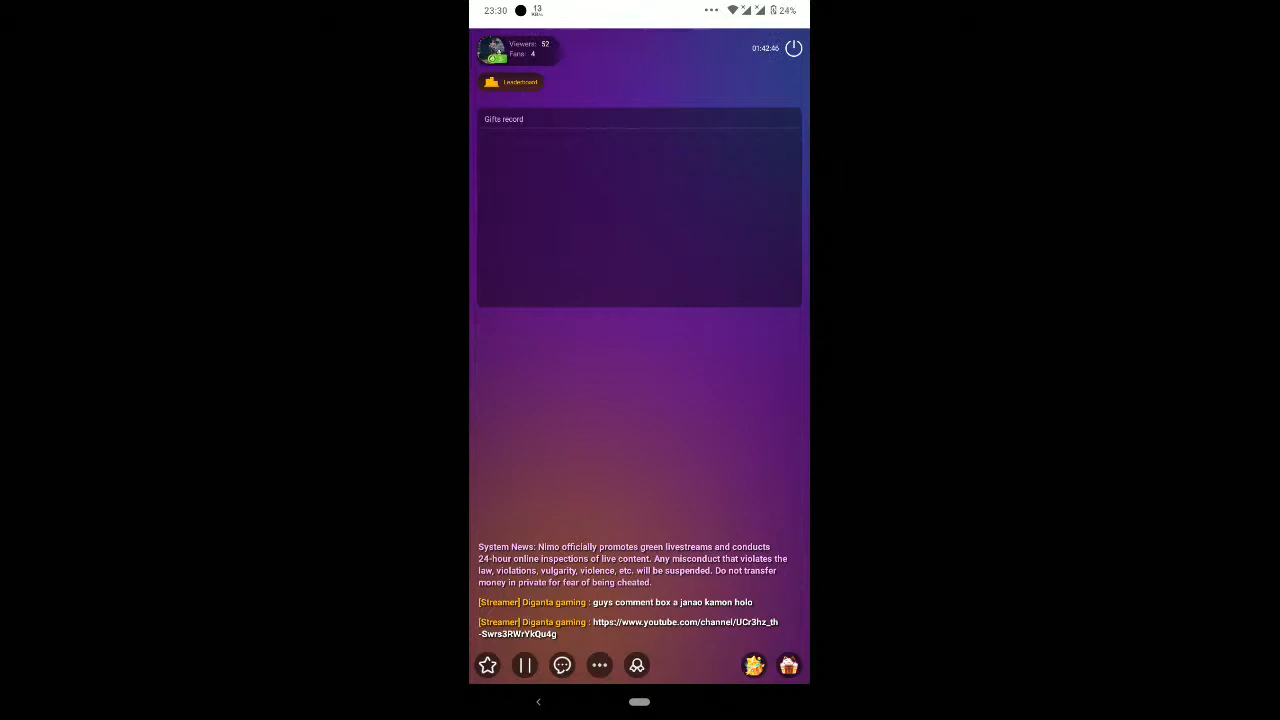 23:30 13 KB/s 24%
Viewers: 52
Fans: 4
01:42:46
Leaderboard
Gifts record
System News: Nimo officially promotes green livestreams and conducts
24-hour online inspections of live content. Any misconduct that violates the
law, violations, vulgarity, violence, etc. will be suspended. Do not transfer
money in private for fear of being cheated.
[Streamer] Diganta gaming : guys comment box a janao kamon holo
[Streamer] Diganta gaming : https://www.youtube.com/channel/UCr3hz_th
-Swrs3RWrYkQu4g